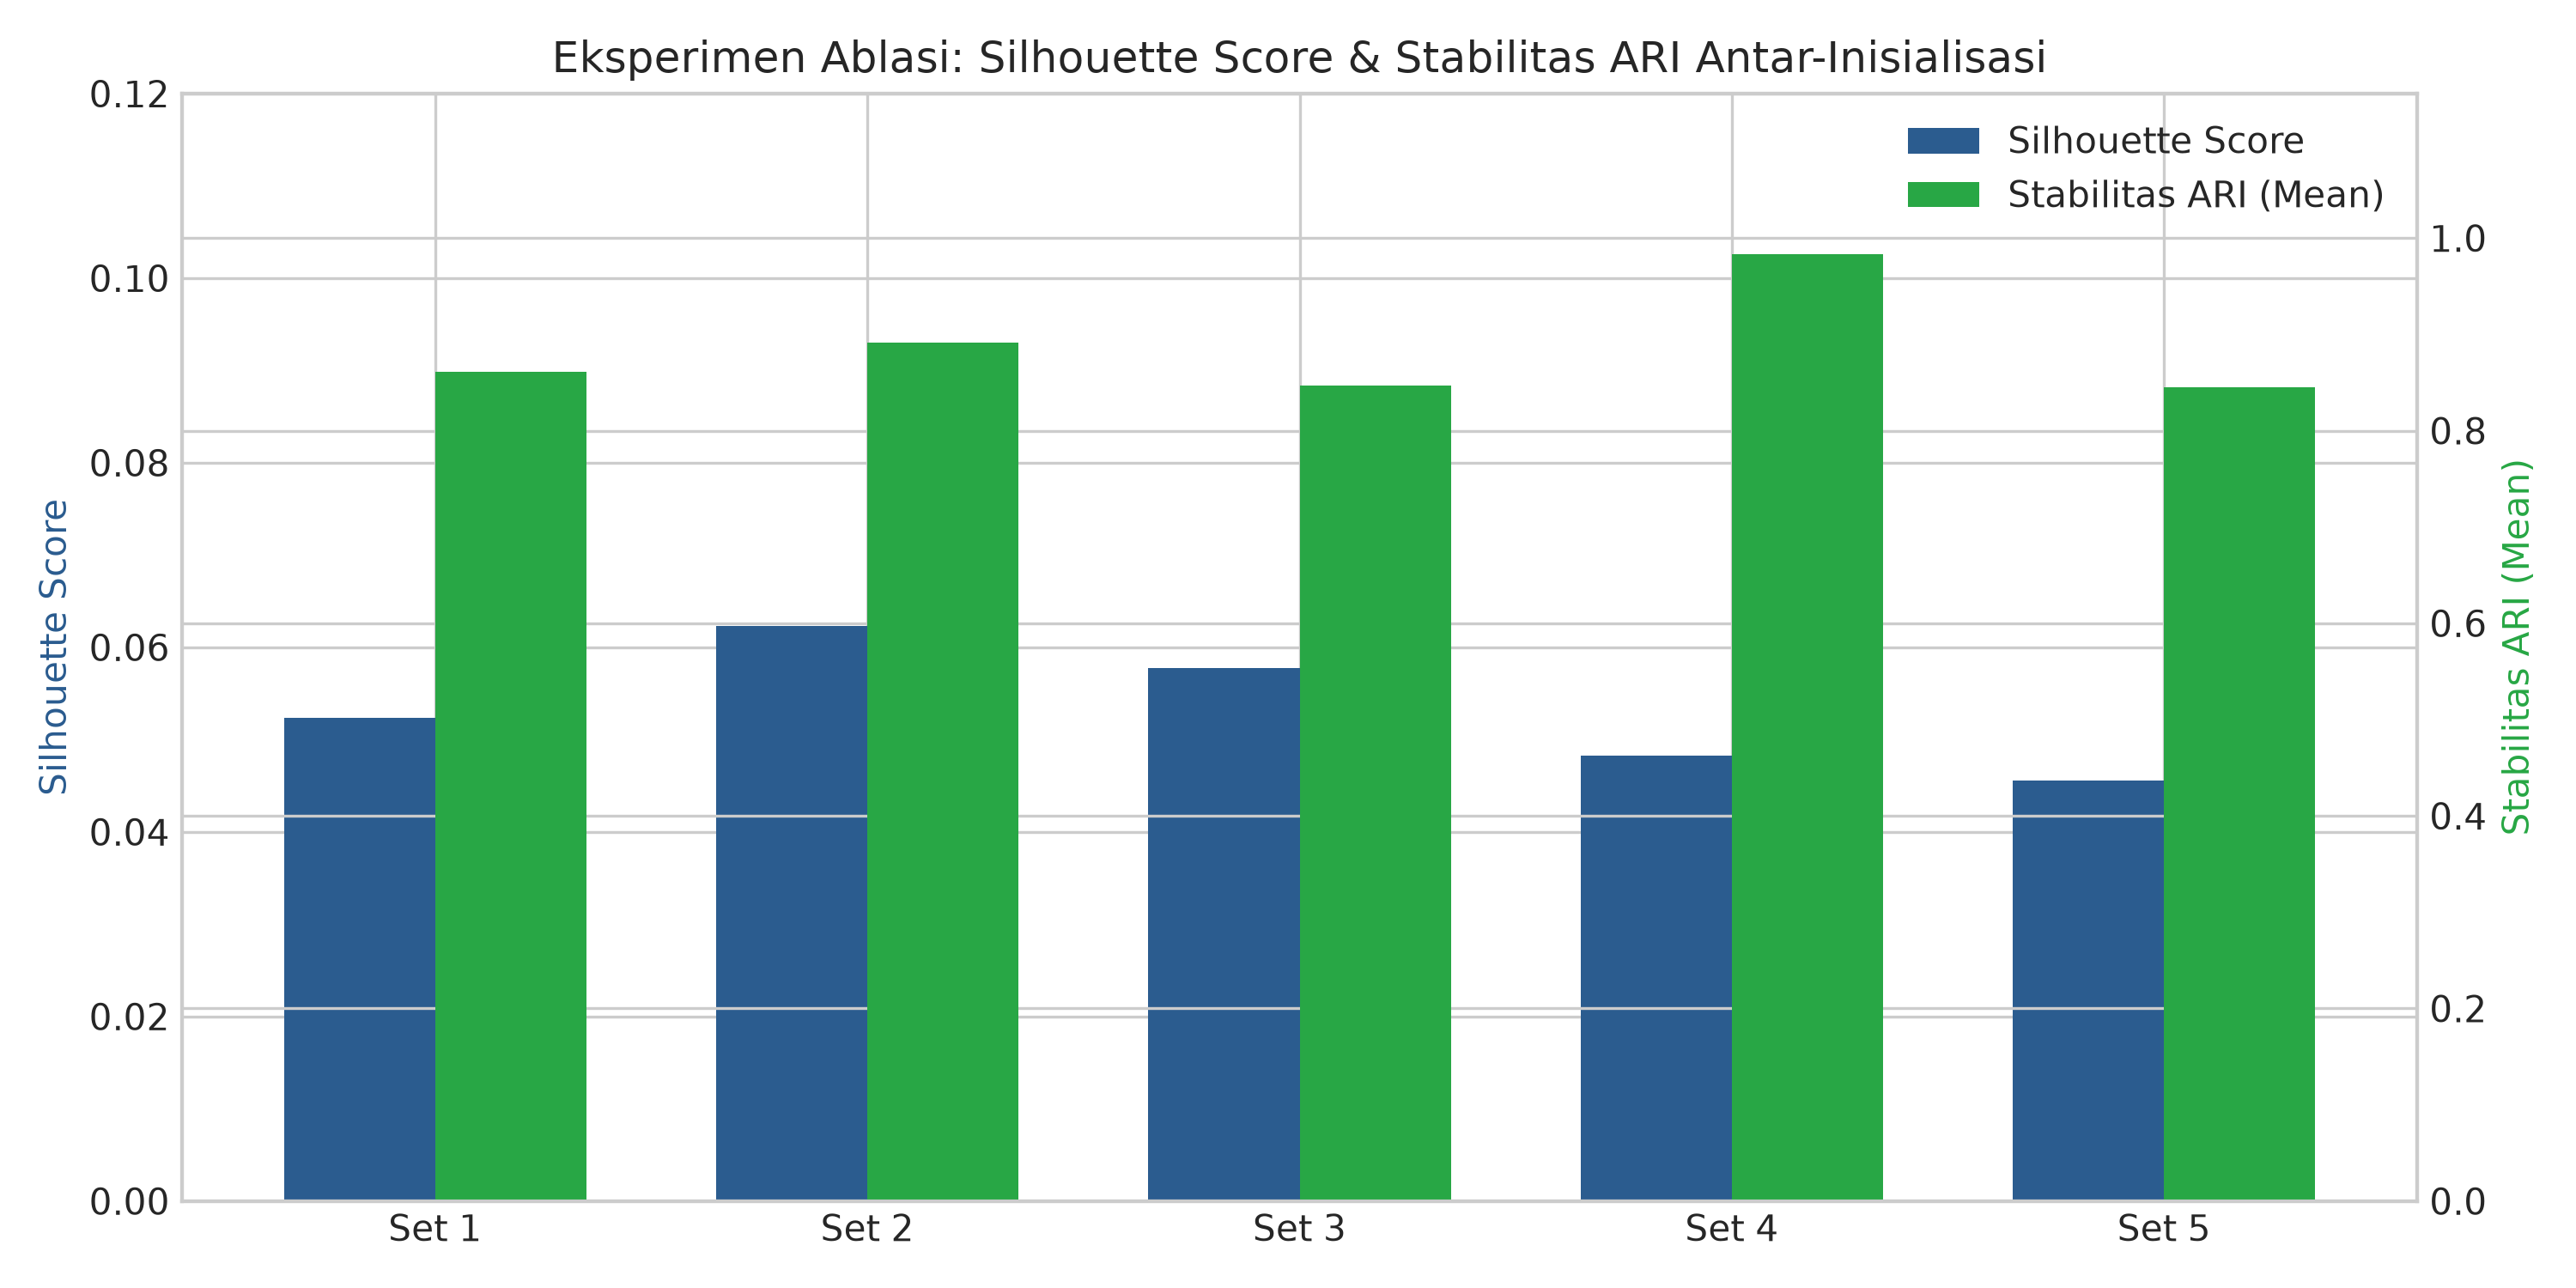 Eksperimen Ablasi: Silhouette Score & Stabilitas ARI Antar-Inisialisasi
Silhouette Score
Stabilitas ARI (Mean)
0.12
0.10
0.08
0.06
0.04
0.02
0.00
Silhouette Score
1.0
0.8
0.6
0.4
0.2
0.0
Stabilitas ARI (Mean)
Set 1
Set 2
Set 3
Set 4
Set 5